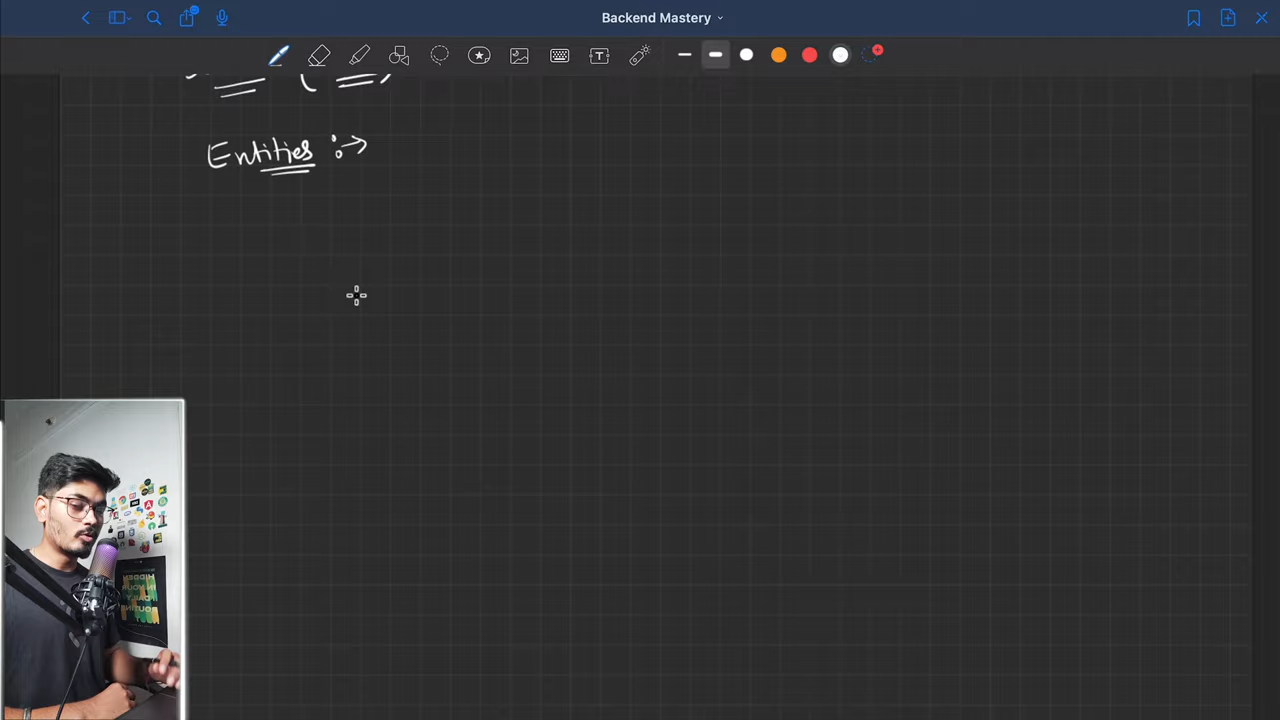 Backend Mastery
Entities :→